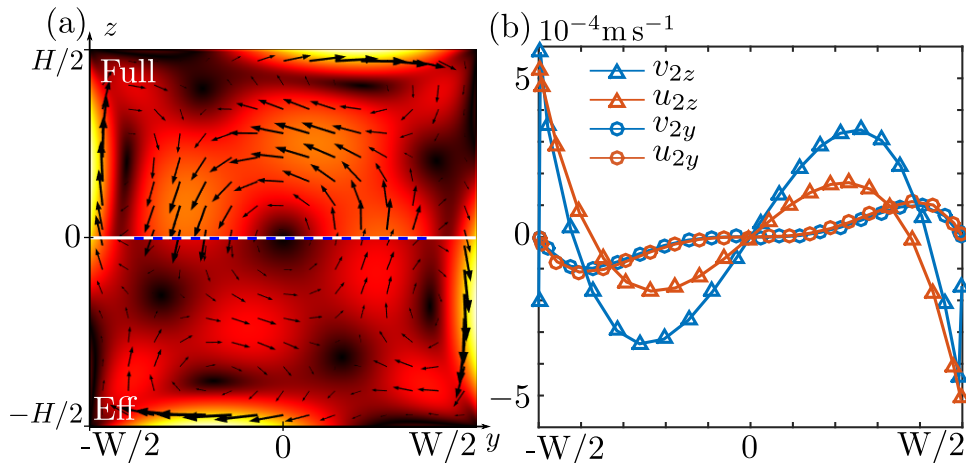 (a)
z
H/2
Full
0
-H/2
Eff
-W/2
0
W/2
y
(b)
10⁻⁴ m s⁻¹
5
0
-5
v₂z
u₂z
v₂y
u₂y
-W/2
0
W/2